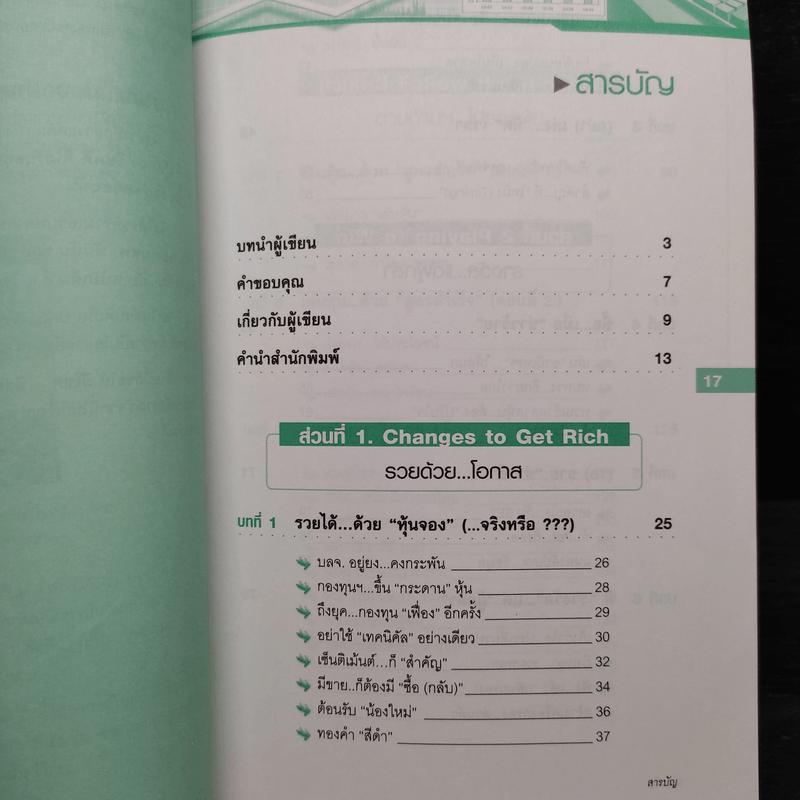 สารบัญ
บทนำผู้เขียน 3
คำขอบคุณ 7
เกี่ยวกับผู้เขียน 9
คำนำสำนักพิมพ์ 13
17
ส่วนที่ 1. Changes to Get Rich
รวยด้วย...โอกาส
บทที่ 1 รวยได้...ด้วย “หุ้นจอง” (...จริงหรือ ???) 25
บลจ. อยู่ยง...คงกระพัน 26
กองทุนฯ...ขึ้น “กระดาน” หุ้น 28
ถึงยุค...กองทุน “เฟื่อง” อีกครั้ง 29
อย่าใช้ “เทคนิคัล” อย่างเดียว 30
เซ็นติเม้นต์...ก็ “สำคัญ” 32
มีขาย..ก็ต้องมี “ซื้อ (กลับ)” 34
ต้อนรับ “น้องใหม่” 36
ทองคำ “สีดำ” 37
สารบัญ